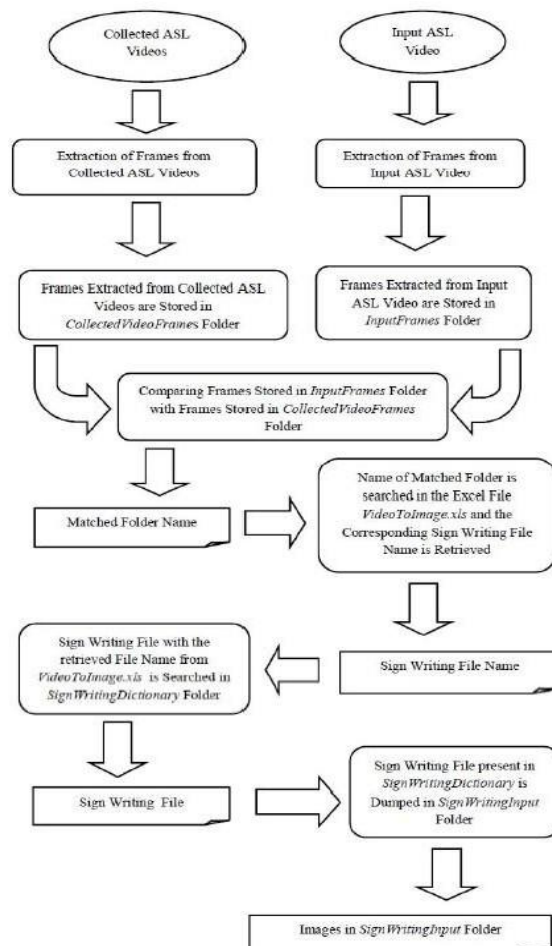 Collected ASL
Videos
Input ASL
Video
Extraction of Frames from
Collected ASL Videos
Extraction of Frames from
Input ASL Video
Frames Extracted from Collected ASL
Videos are Stored in
CollectedVideoFrames Folder
Frames Extracted from Input
ASL Video are Stored in
InputFrames Folder
Comparing Frames Stored in InputFrames Folder
with Frames Stored in CollectedVideoFrames
Folder
Matched Folder Name
Name of Matched Folder is
searched in the Excel File
VideoToImage.xls and the
Corresponding Sign Writing File
Name is Retrieved
Sign Writing File with the
retrieved File Name from
VideoToImage.xls is Searched in
SignWritingDictionary Folder
Sign Writing File Name
Sign Writing File
Sign Writing File present in
SignWritingDictionary is
Dumped in SignWritingInput
Folder
Images in SignWritingInput Folder